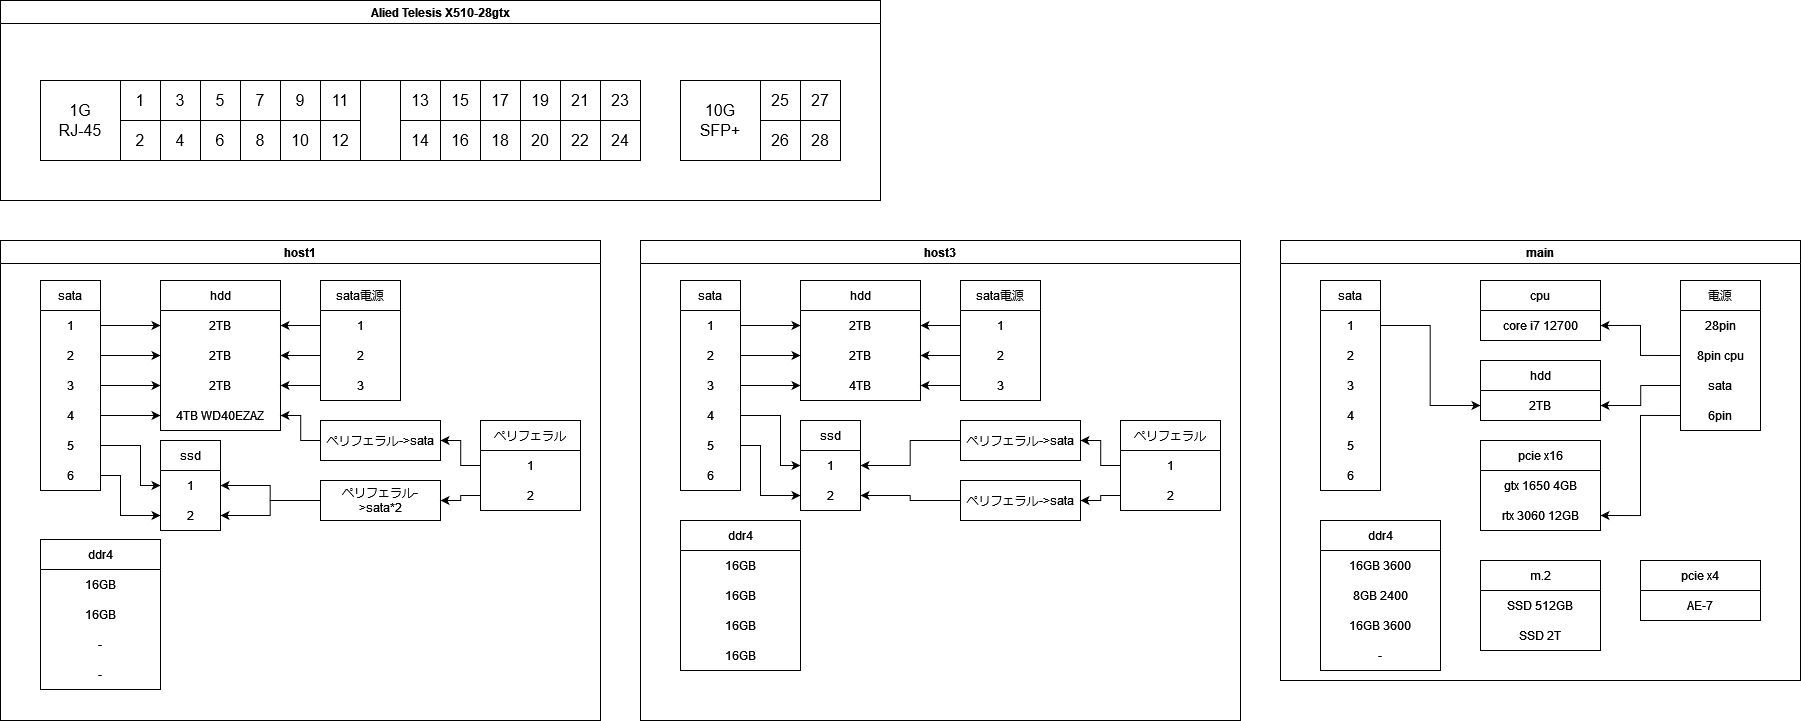 Alied Telesis X510-28gtx
1G
RJ-45
1 3 5 7 9 11 13 15 17 19 21 23
2 4 6 8 10 12 14 16 18 20 22 24
10G
SFP+
25 27
26 28
host1
sata
1
2
3
4
5
6
hdd
2TB
2TB
2TB
4TB WD40EZAZ
sata電源
1
2
3
ssd
1
2
ペリフェラル->sata
ペリフェラル-
>sata*2
ペリフェラル
1
2
ddr4
16GB
16GB
-
-
host3
sata
1
2
3
4
5
6
hdd
2TB
2TB
4TB
sata電源
1
2
3
ssd
1
2
ペリフェラル->sata
ペリフェラル->sata
ペリフェラル
1
2
ddr4
16GB
16GB
16GB
16GB
main
sata
1
2
3
4
5
6
cpu
core i7 12700
hdd
2TB
pcie x16
gtx 1650 4GB
rtx 3060 12GB
電源
28pin
8pin cpu
sata
6pin
ddr4
16GB 3600
8GB 2400
16GB 3600
-
m.2
SSD 512GB
SSD 2T
pcie x4
AE-7